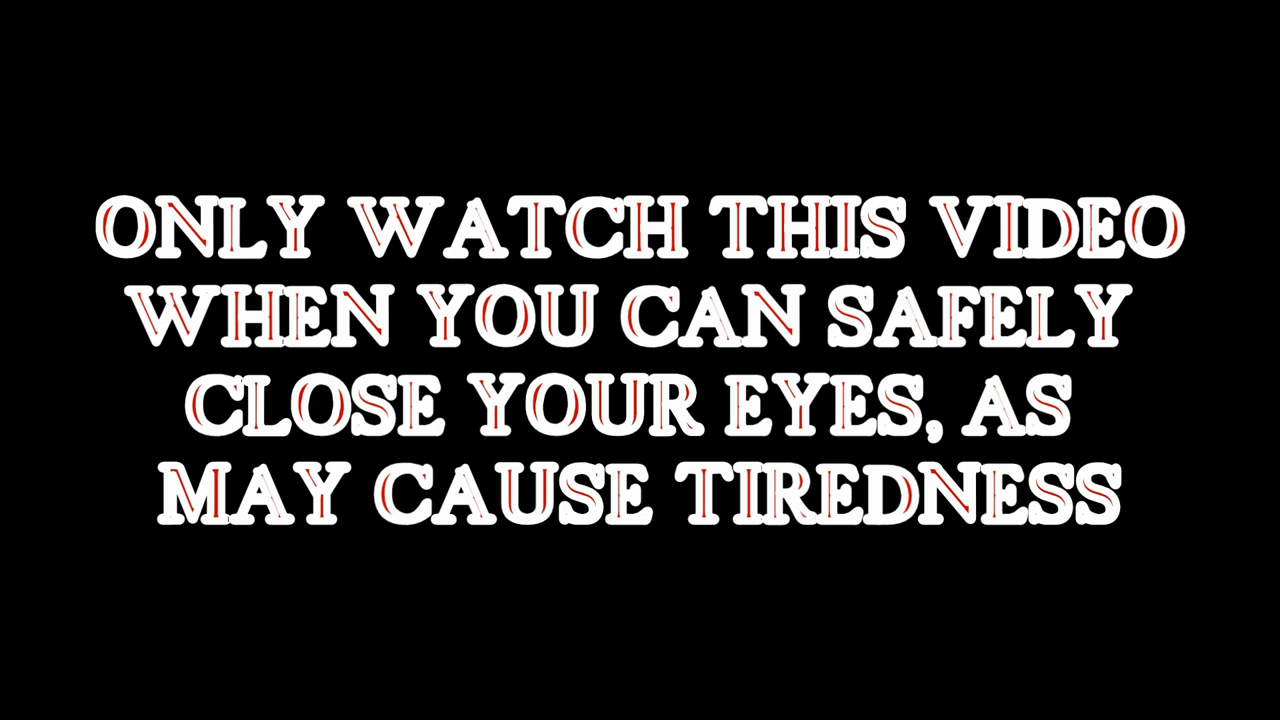 ONLY WATCH THIS VIDEO
WHEN YOU CAN SAFELY
CLOSE YOUR EYES, AS
MAY CAUSE TIREDNESS